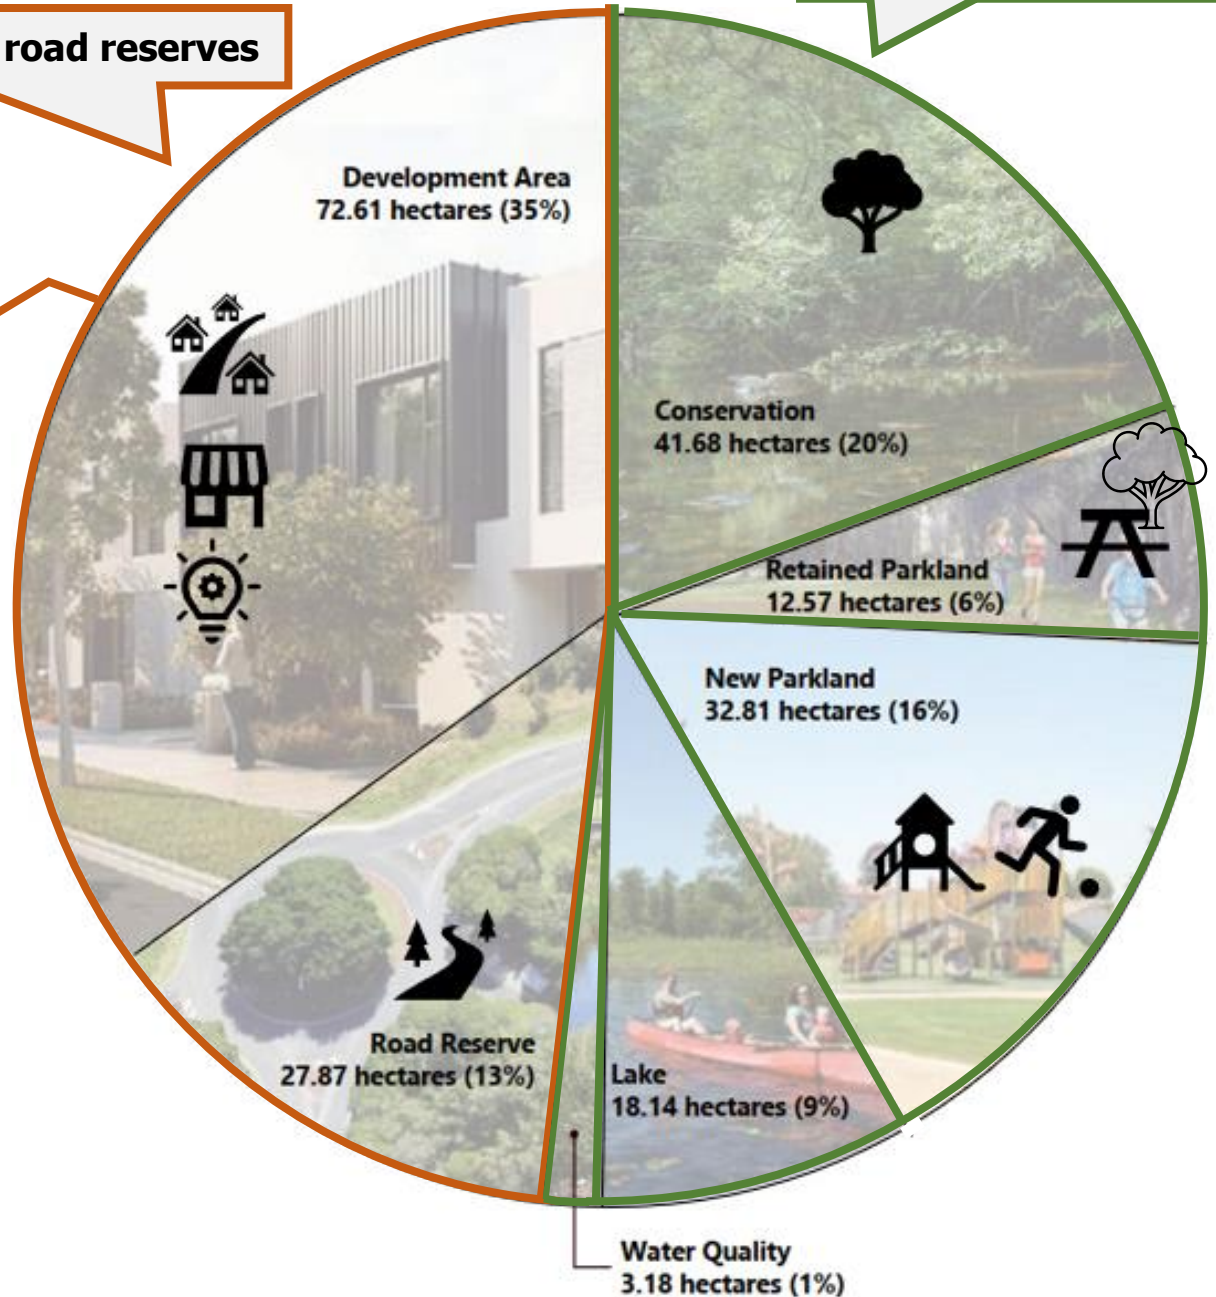 road reserves
Development Area
72.61 hectares (35%)
Conservation
41.68 hectares (20%)
Retained Parkland
12.57 hectares (6%)
New Parkland
32.81 hectares (16%)
Road Reserve
27.87 hectares (13%)
Lake
18.14 hectares (9%)
Water Quality
3.18 hectares (1%)